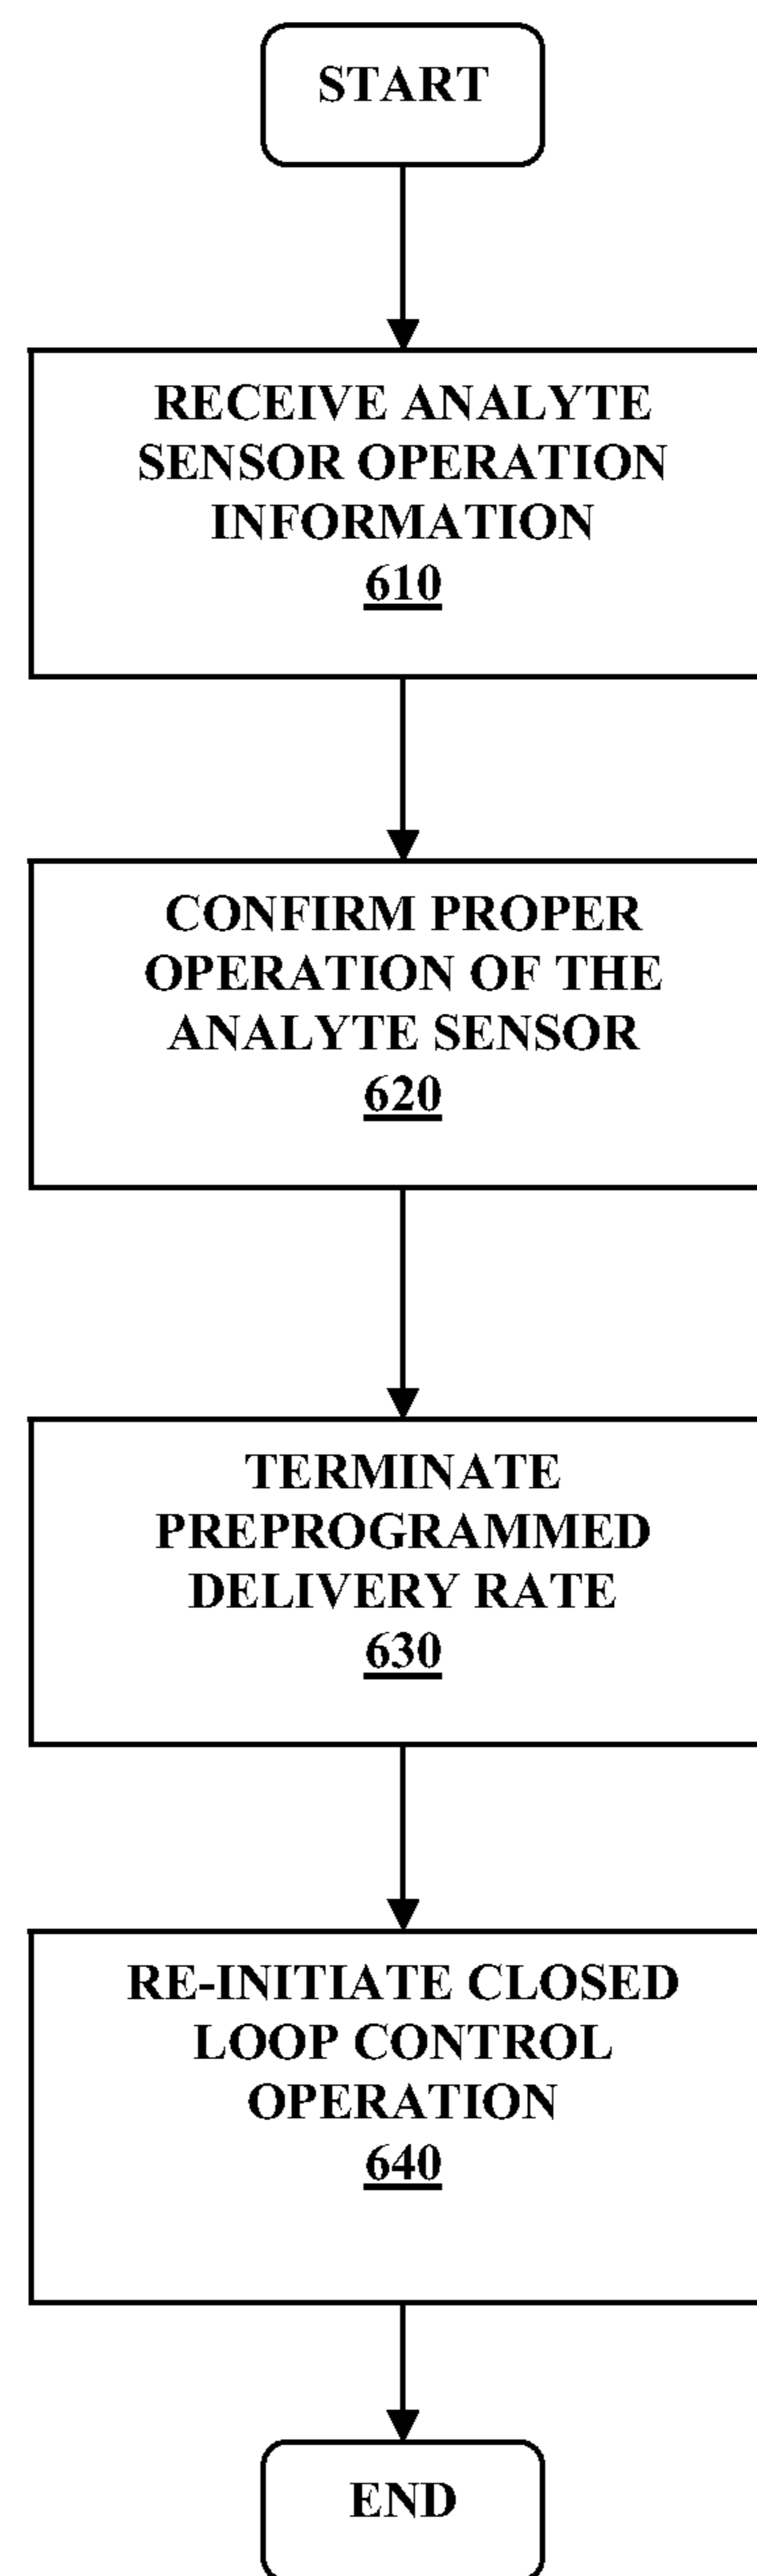 START
RECEIVE ANALYTE
SENSOR OPERATION
INFORMATION
610
CONFIRM PROPER
OPERATION OF THE
ANALYTE SENSOR
620
TERMINATE
PREPROGRAMMED
DELIVERY RATE
630
RE-INITIATE CLOSED
LOOP CONTROL
OPERATION
640
END